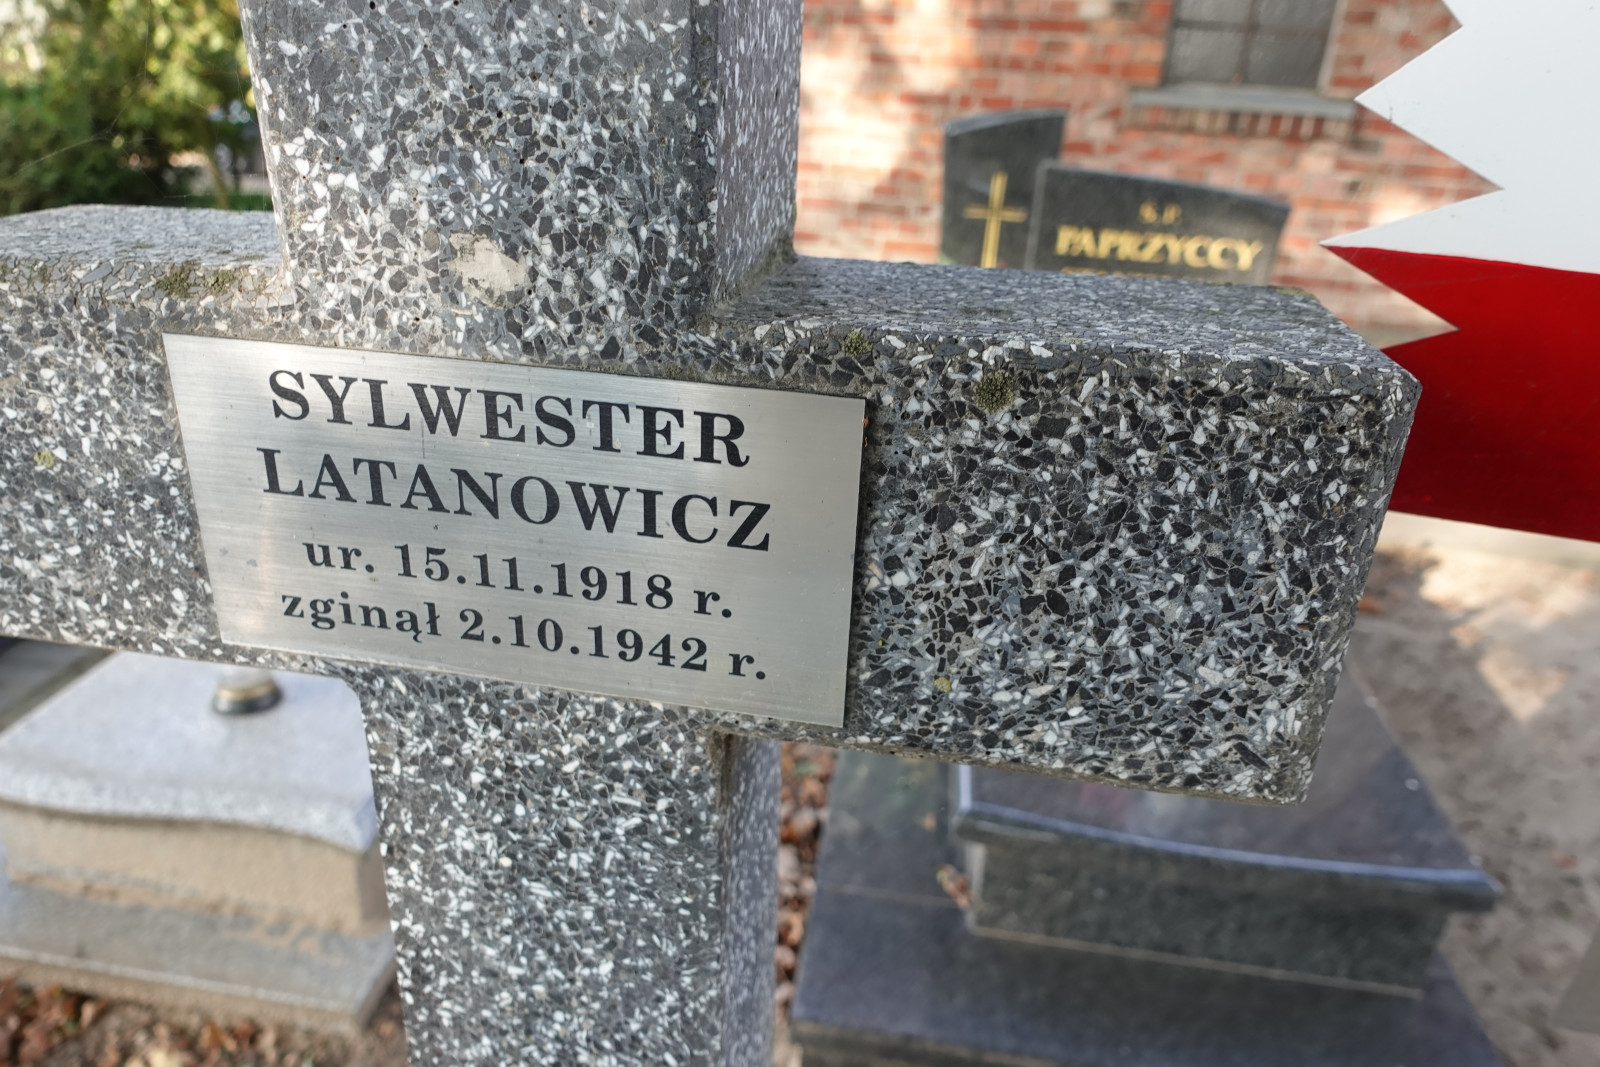 SYLWESTER
LATANOWICZ
ur. 15.11.1918 r.
zginął 2.10.1942 r.
Ś.P.
PAPRZYCCY